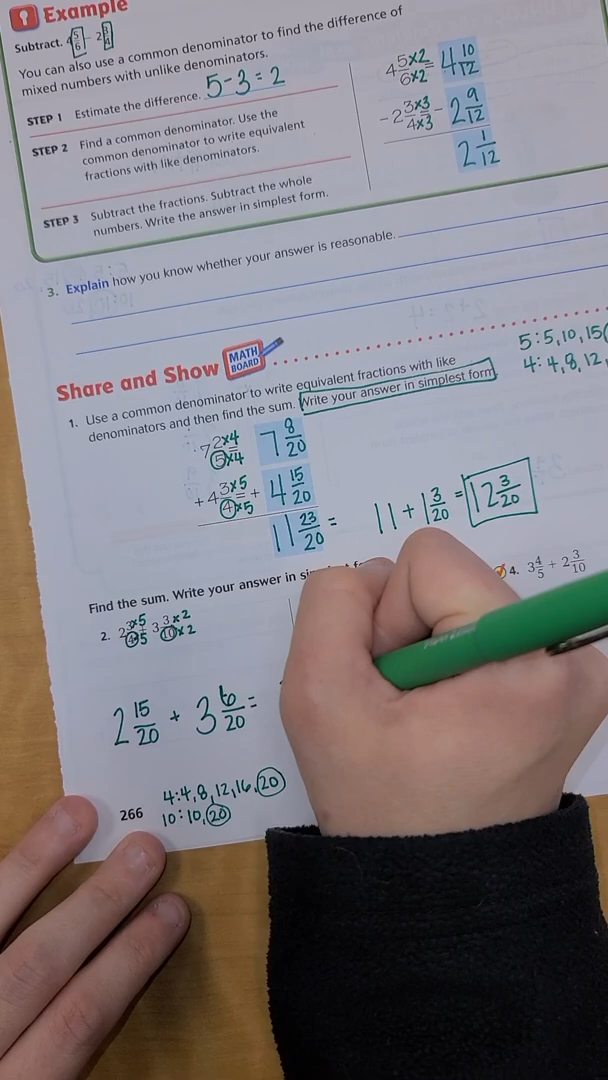 Example
Subtract. 4 5/6 - 2 3/4
You can also use a common denominator to find the difference of
mixed numbers with unlike denominators.
STEP 1 Estimate the difference. 5-3=2
STEP 2 Find a common denominator. Use the
common denominator to write equivalent
fractions with like denominators.
STEP 3 Subtract the fractions. Subtract the whole
numbers. Write the answer in simplest form.
4 5×2/6×2 = 4 10/12
- 2 3×3/4×3 = - 2 9/12
2 1/12
3. Explain how you know whether your answer is reasonable.
Share and Show MATH BOARD
5:5,10,15
4:4,8,12,
1. Use a common denominator to write equivalent fractions with like
denominators and then find the sum. Write your answer in simplest form.
7 2×4/5×4 = 7 8/20
+ 4 3×5/4×5 = + 4 15/20
11 23/20 = 11 + 1 3/20 = 12 3/20
Find the sum. Write your answer in
2. 2 3×5/4×5 + 3 3×2/10×2
4. 3 4/5 + 2 3/10
2 15/20 + 3 6/20 =
4:4,8,12,16,20
10:10,20
266